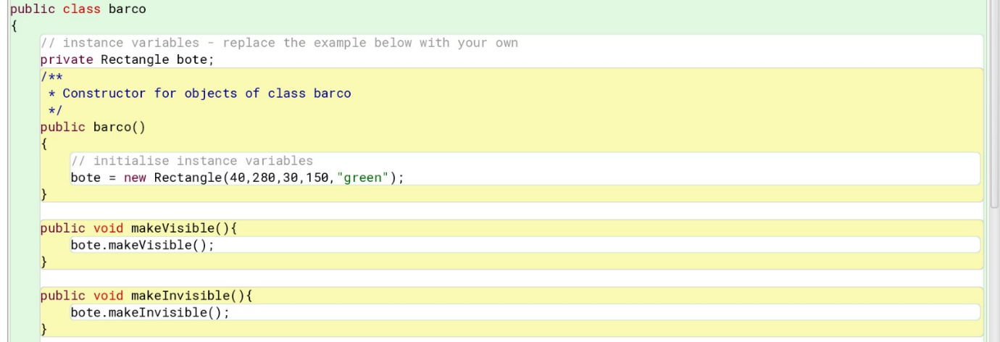 public class barco
{
// instance variables - replace the example below with your own
private Rectangle bote;
/**
* Constructor for objects of class barco
*/
public barco()
{
// initialise instance variables
bote = new Rectangle(40,280,30,150,"green");
}
public void makeVisible(){
bote.makeVisible();
}
public void makeInvisible(){
bote.makeInvisible();
}